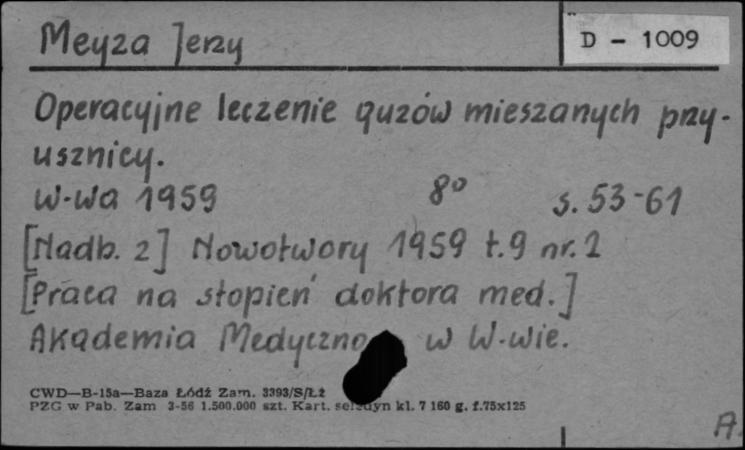 Meyza Jerzy
D - 1009
Operacyjne leczenie guzów mieszanych przy-
usznicy.
W-wa 1959 8° s. 53-61
[Nadb. z] Nowotwory 1959 t.9 nr.1
[Praca na stopień doktora med.]
Akademia Medyczna w W-wie.
CWD—B-15a—Baza Łódź Zam. 3393/S/Łż
PZG w Pab. Zam 3-56 1.500.000 szt. Kart. kl. 7 160 g. f.75x125
A.